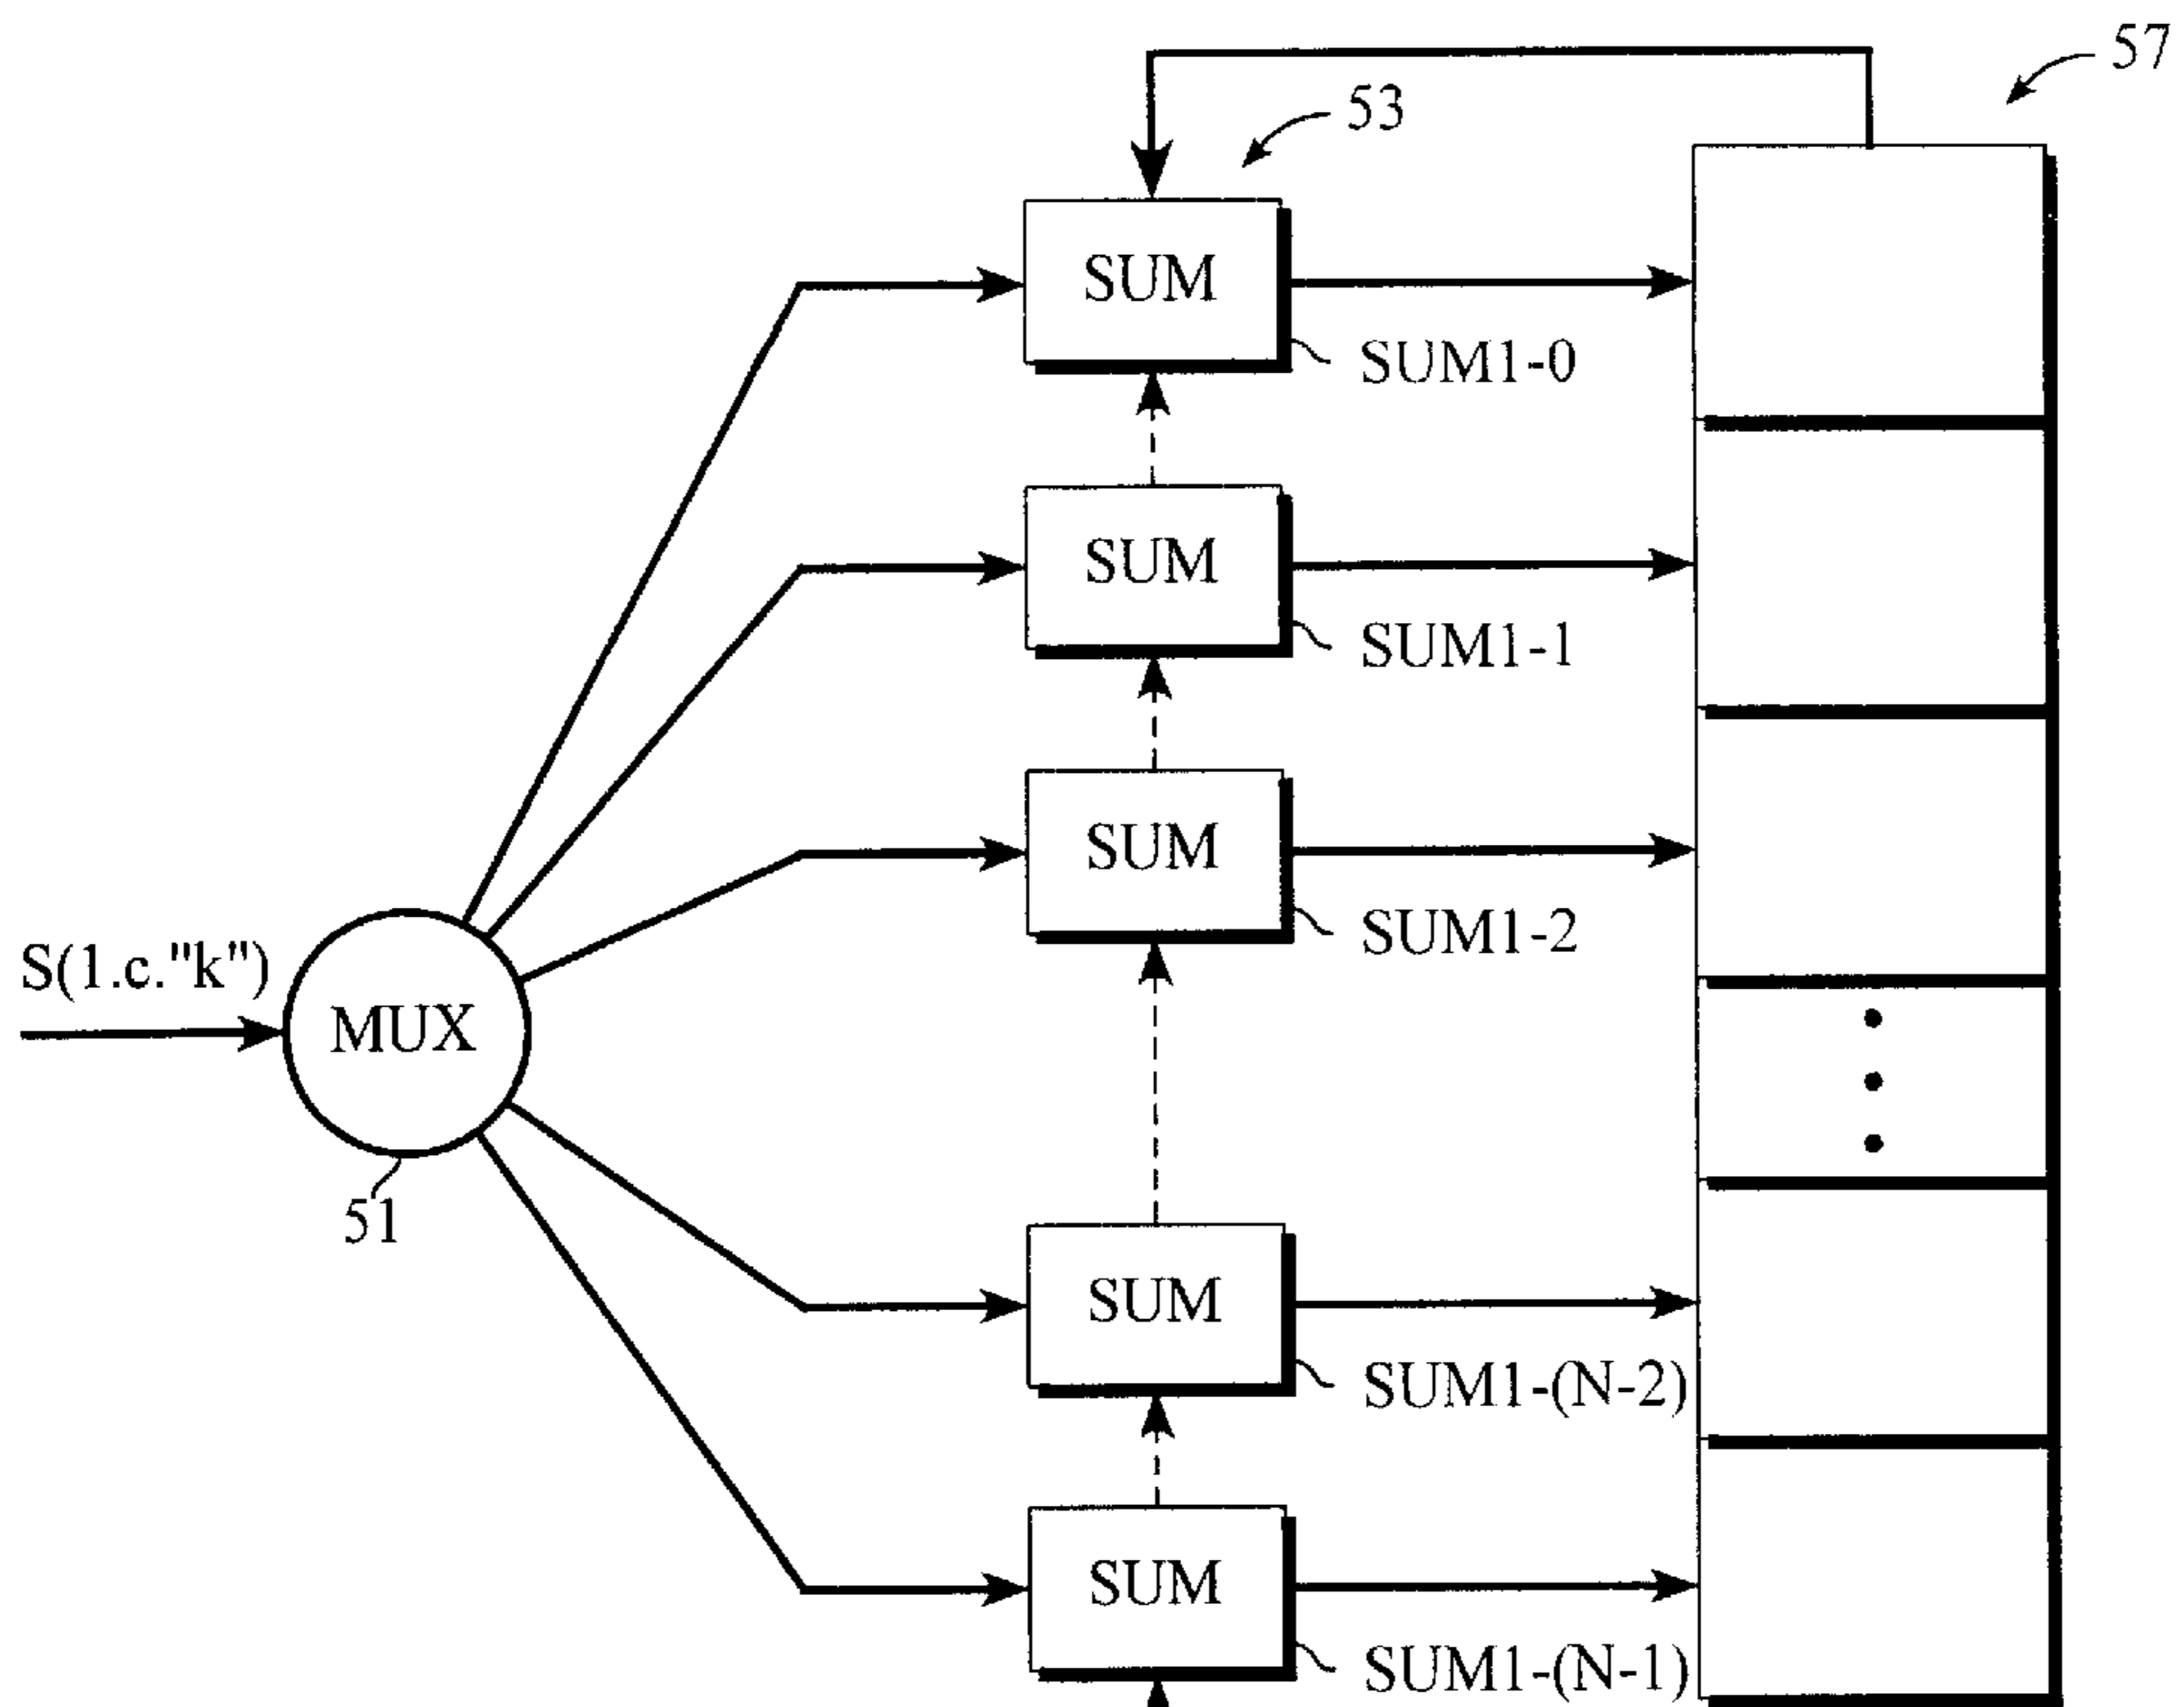 57
53
SUM
SUM1-0
SUM
SUM1-1
SUM
SUM1-2
S(1.c."k")
MUX
51
SUM
SUM1-(N-2)
SUM
SUM1-(N-1)